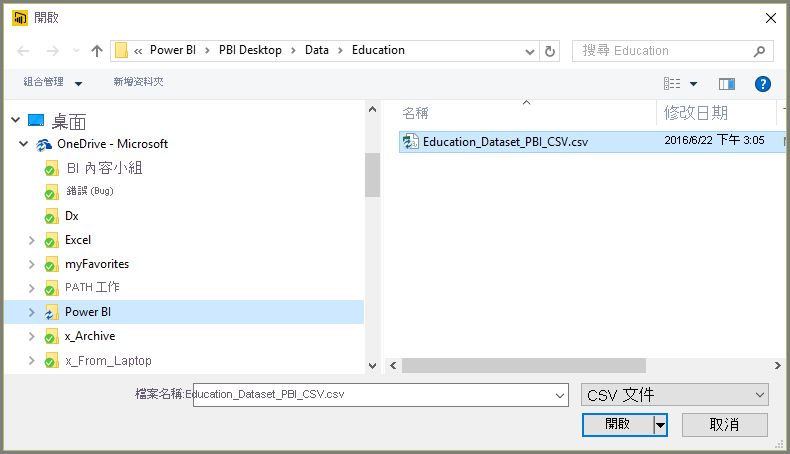 開啟
Power BI PBI Desktop Data Education
搜尋 Education
組合管理 新增資料夾
桌面
OneDrive - Microsoft
BI 內容小組
錯誤 (Bug)
Dx
Excel
myFavorites
PATH 工作
Power BI
x_Archive
x_From_Laptop
名稱 修改日期
Education_Dataset_PBI_CSV.csv 2016/6/22 下午 3:05
檔案名稱:Education_Dataset_PBI_CSV.csv
CSV 文件
開啟 取消